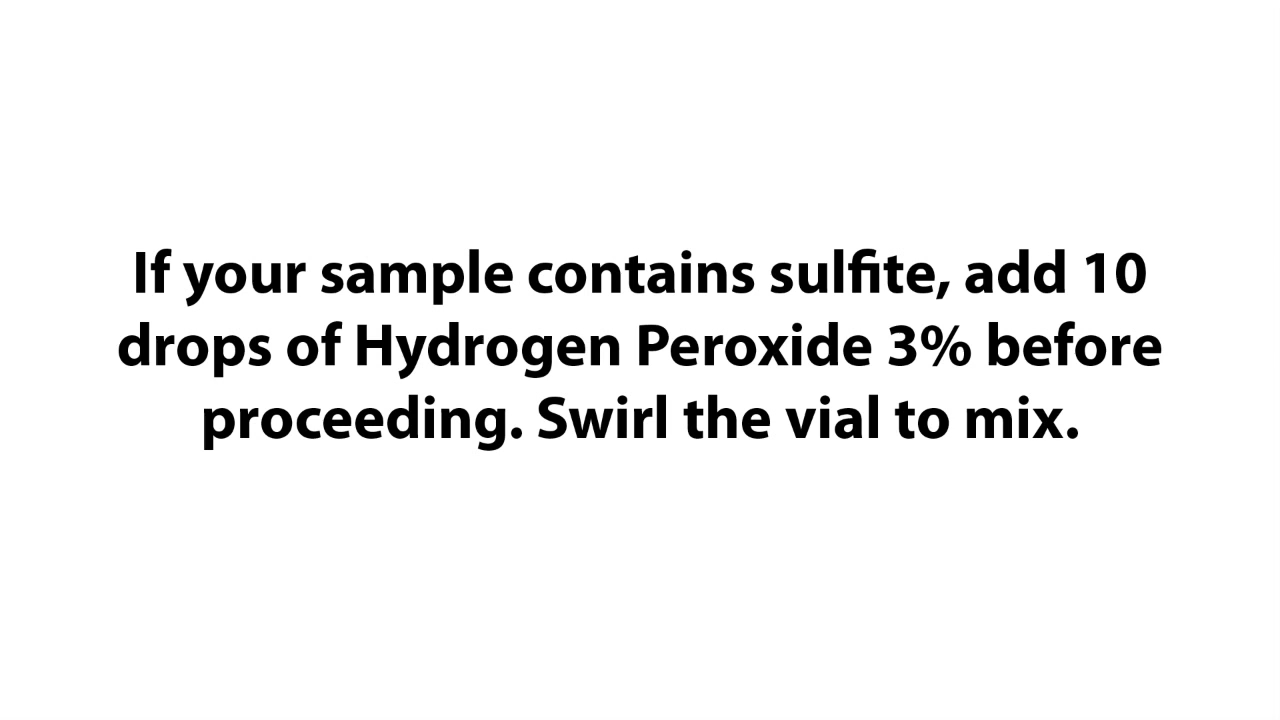 If your sample contains sulfite, add 10
drops of Hydrogen Peroxide 3% before
proceeding. Swirl the vial to mix.